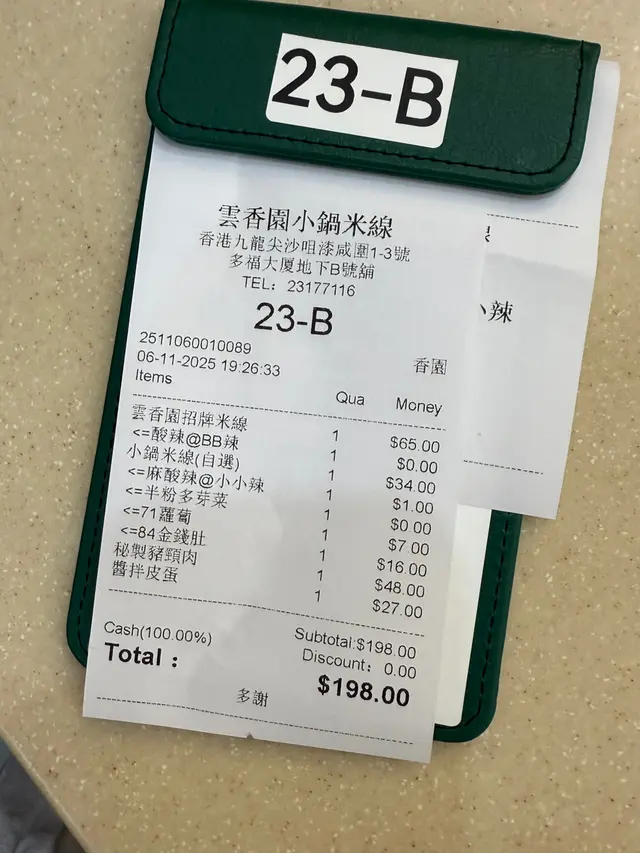 23-B
雲香園小鍋米線
香港九龍尖沙咀漆咸圍1-3號
多福大厦地下B號舖
TEL: 23177116
23-B
2511060010089
06-11-2025 19:26:33 香園
Items Qua Money
雲香園招牌米線 1 $65.00
<=酸辣@BB辣 1 $0.00
小鍋米線(自選) 1 $34.00
<=麻酸辣@小小辣 1 $1.00
<=半粉多芽菜 1 $0.00
<=71蘿蔔 1 $7.00
<=84金錢肚 1 $16.00
秘製豬頸肉 1 $48.00
醬拌皮蛋 1 $27.00
Subtotal:$198.00
Cash(100.00%) Discount: 0.00
Total : $198.00
多謝
小辣